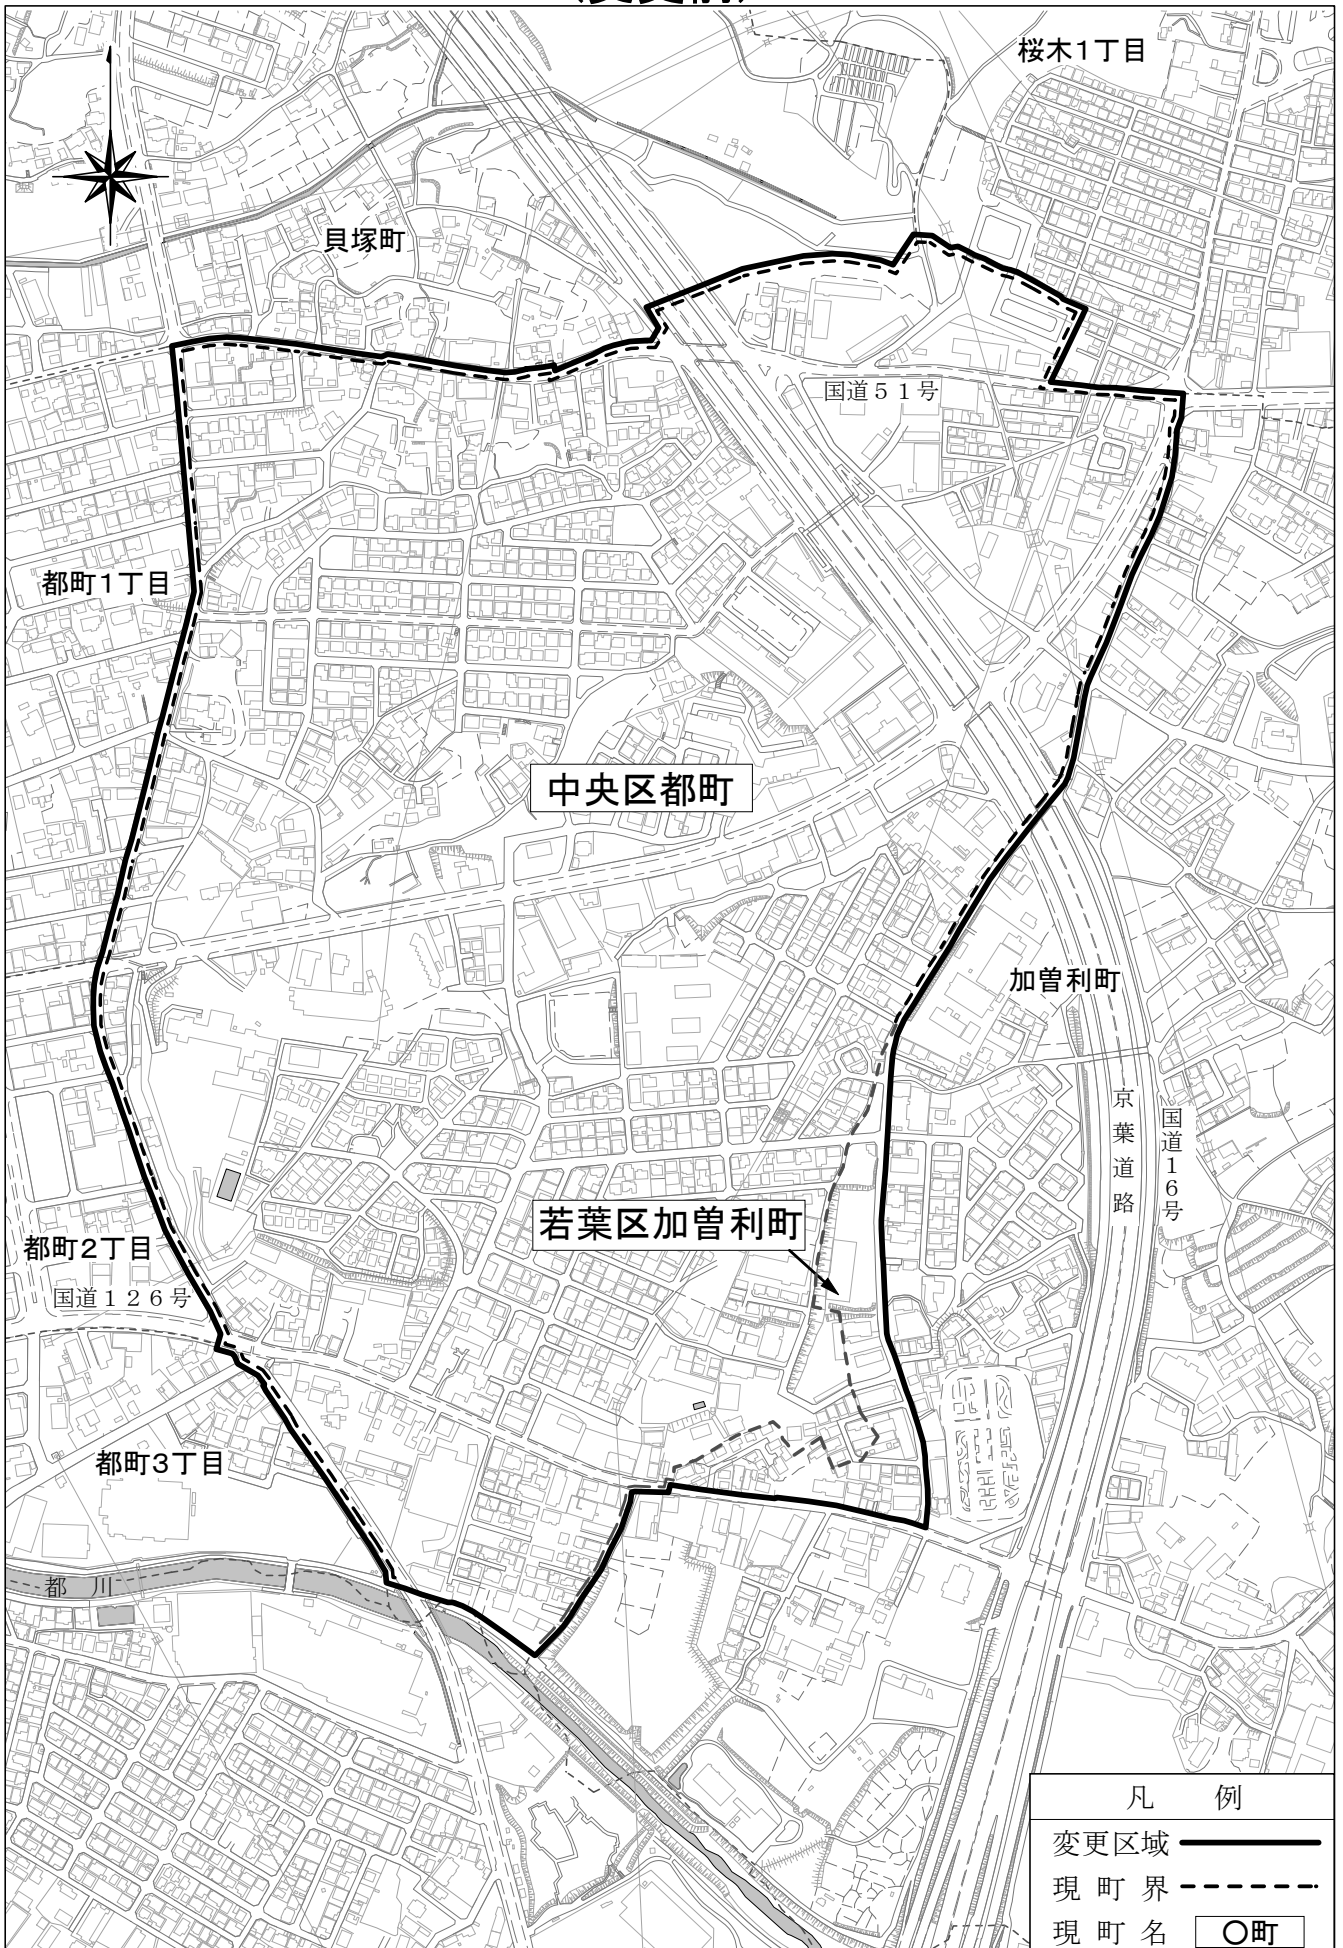 桜木1丁目
貝塚町
国道51号
都町1丁目
中央区都町
加曽利町
京葉道路
国道16号
若葉区加曽利町
都町2丁目
国道126号
都町3丁目
都川
凡 例
変更区域
現町界
現町名 〇町